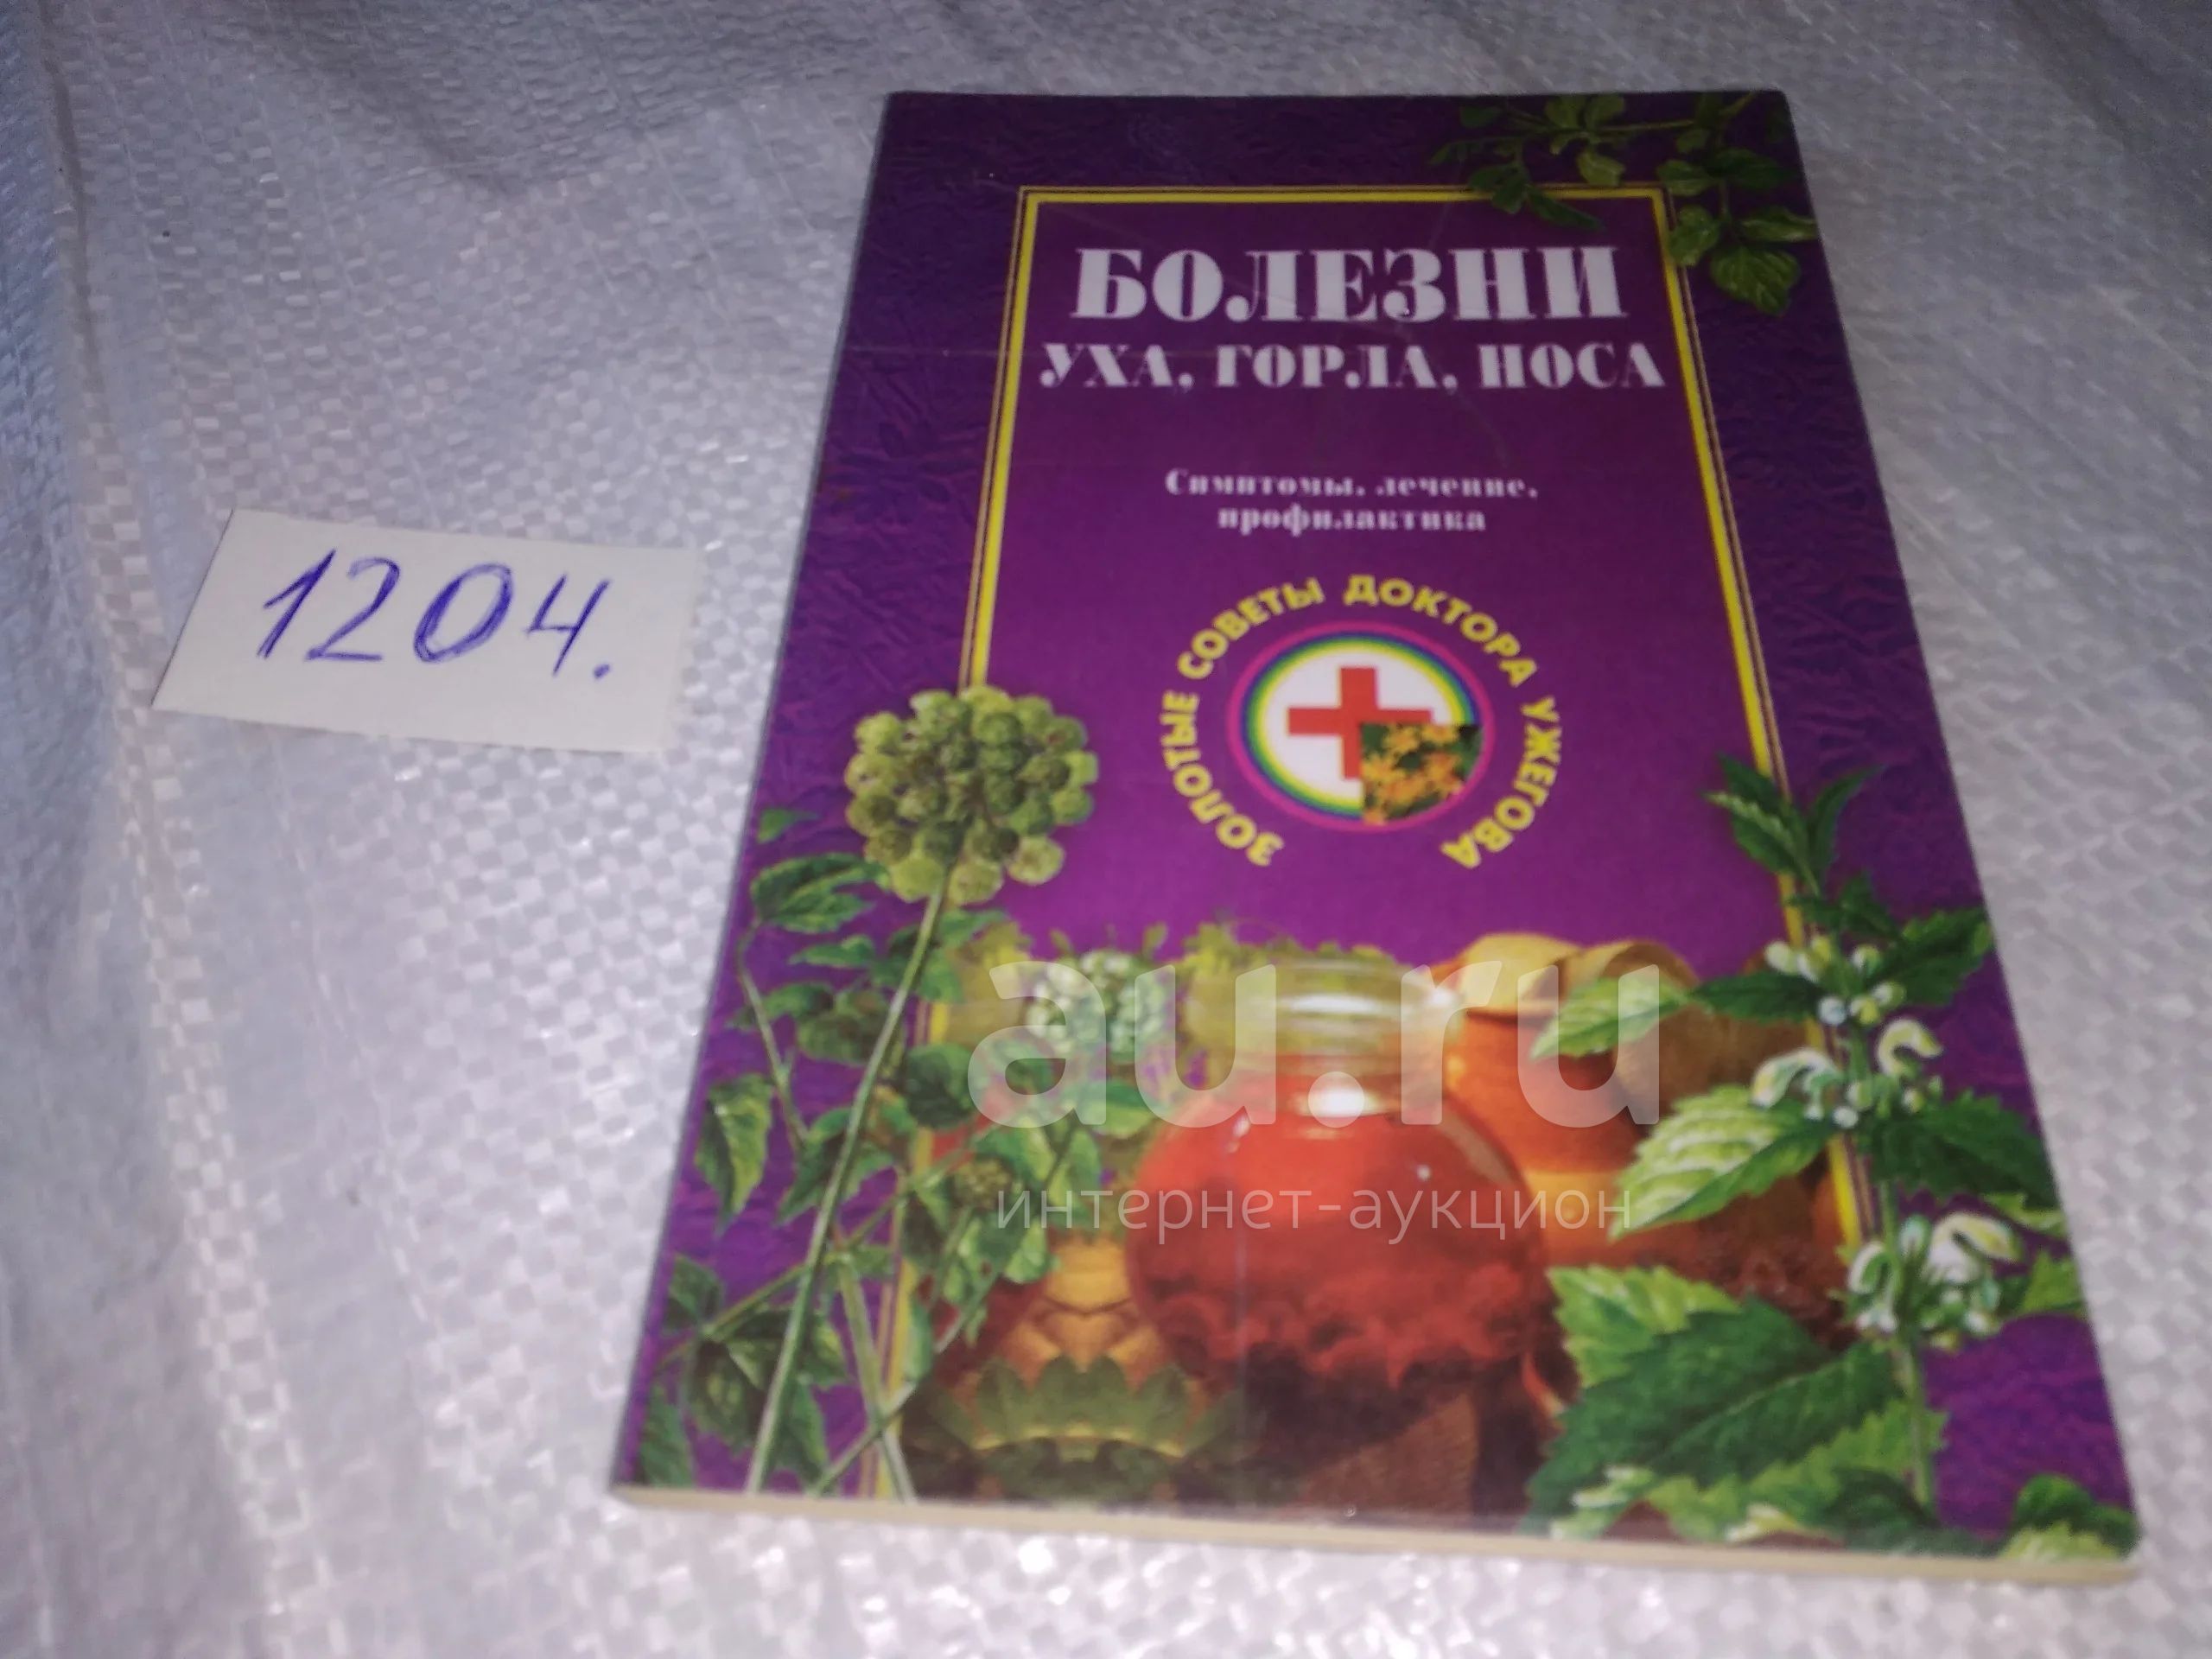 1204.
БОЛЕЗНИ
УХА, ГОРЛА, НОСА
Симптомы, лечение,
профилактика
ЗОЛОТЫЕ СОВЕТЫ ДОКТОРА УЖЕГОВА
au.ru
интернет-аукцион